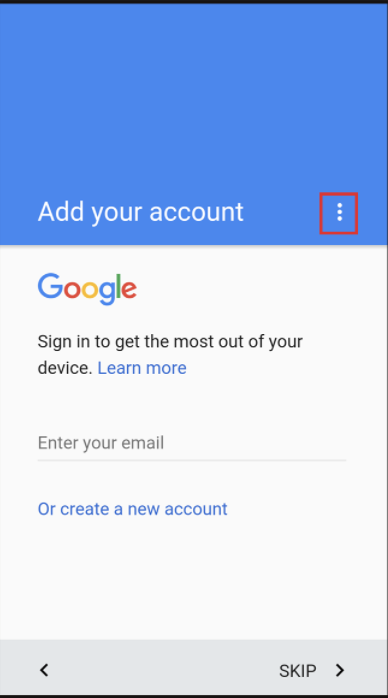 Add your account
Google
Sign in to get the most out of your
device. Learn more
Enter your email
Or create a new account
SKIP